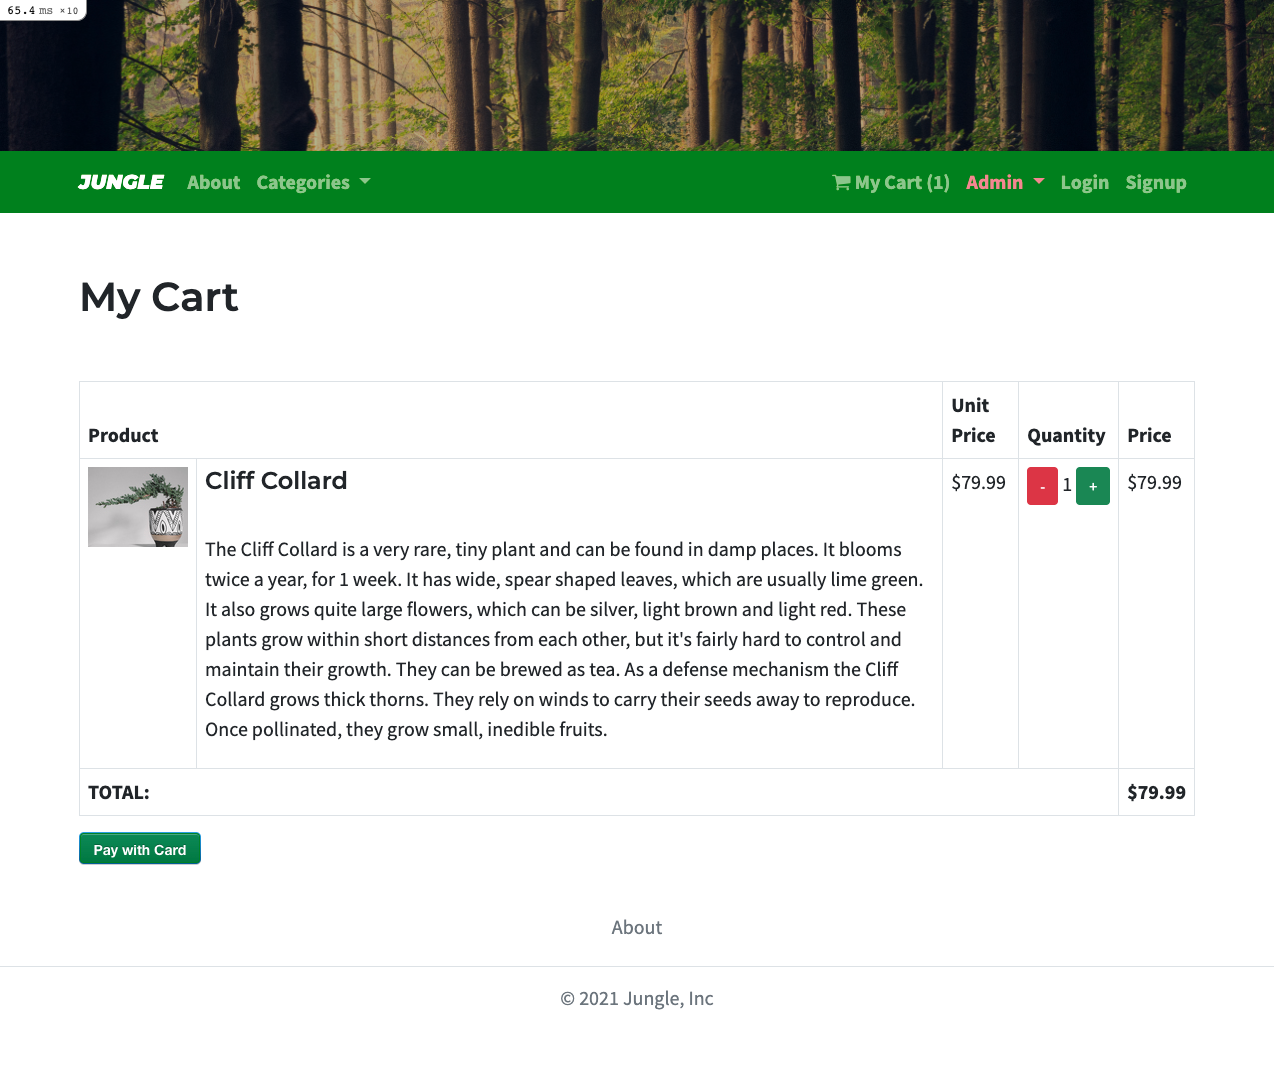 65.4 ms ×10
JUNGLE About Categories My Cart (1) Admin Login Signup
My Cart
Product Unit Price Quantity Price
Cliff Collard $79.99 - 1 + $79.99
The Cliff Collard is a very rare, tiny plant and can be found in damp places. It blooms
twice a year, for 1 week. It has wide, spear shaped leaves, which are usually lime green.
It also grows quite large flowers, which can be silver, light brown and light red. These
plants grow within short distances from each other, but it's fairly hard to control and
maintain their growth. They can be brewed as tea. As a defense mechanism the Cliff
Collard grows thick thorns. They rely on winds to carry their seeds away to reproduce.
Once pollinated, they grow small, inedible fruits.
TOTAL: $79.99
Pay with Card
About
© 2021 Jungle, Inc